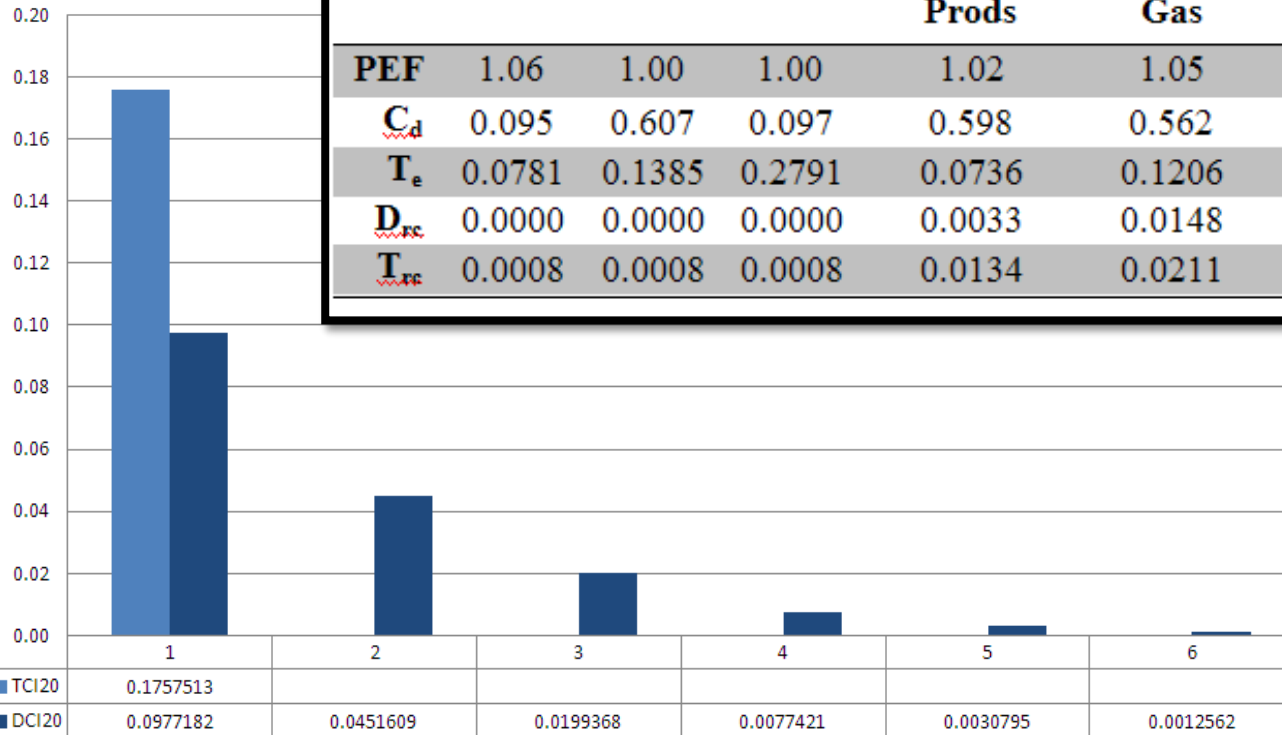 0.20
0.18
0.16
0.14
0.12
0.10
0.08
0.06
0.04
0.02
0.00
Prods Gas
PEF 1.06 1.00 1.00 1.02 1.05
Cd 0.095 0.607 0.097 0.598 0.562
Te 0.0781 0.1385 0.2791 0.0736 0.1206
Drc 0.0000 0.0000 0.0000 0.0033 0.0148
Trc 0.0008 0.0008 0.0008 0.0134 0.0211
1 2 3 4 5 6
TCI20 0.1757513
DCI20 0.0977182 0.0451609 0.0199368 0.0077421 0.0030795 0.0012562